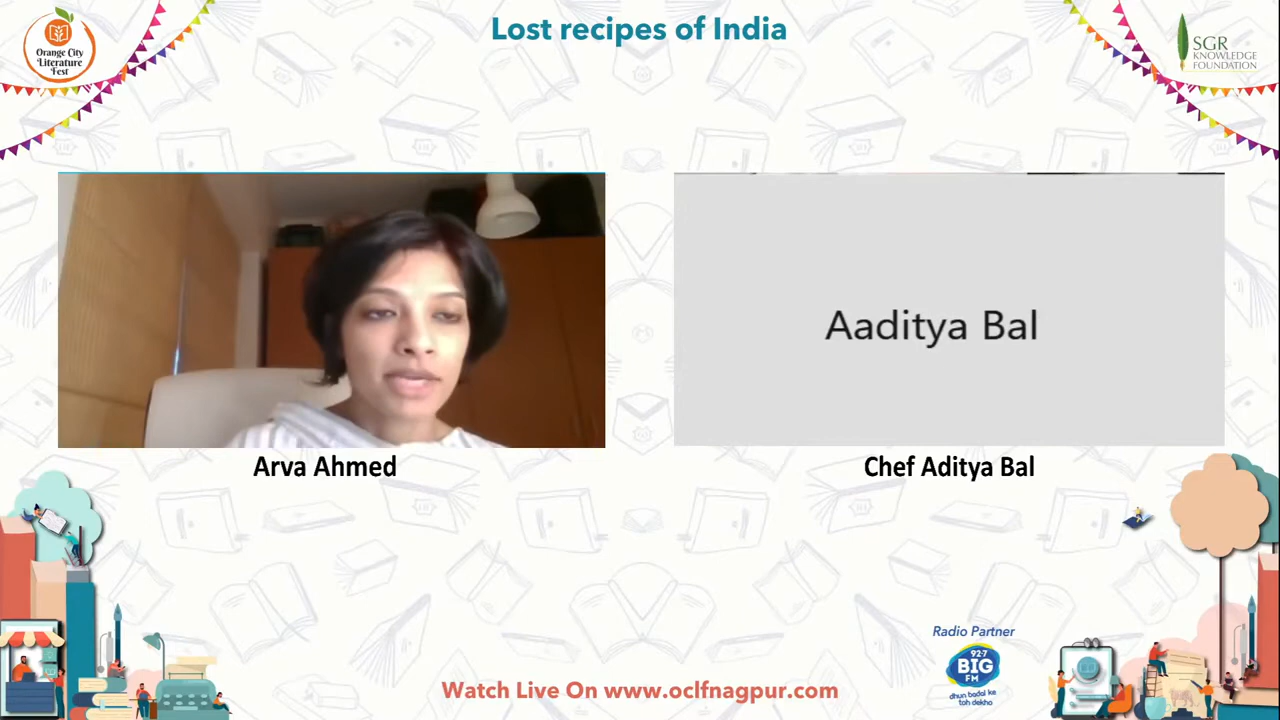 Lost recipes of India
Orange City
Literature
Fest
SGR
KNOWLEDGE
FOUNDATION
Aaditya Bal
Arva Ahmed
Chef Aditya Bal
Radio Partner
92.7
BIG
FM
dhun badal ke
toh dekho
Watch Live On www.oclfnagpur.com